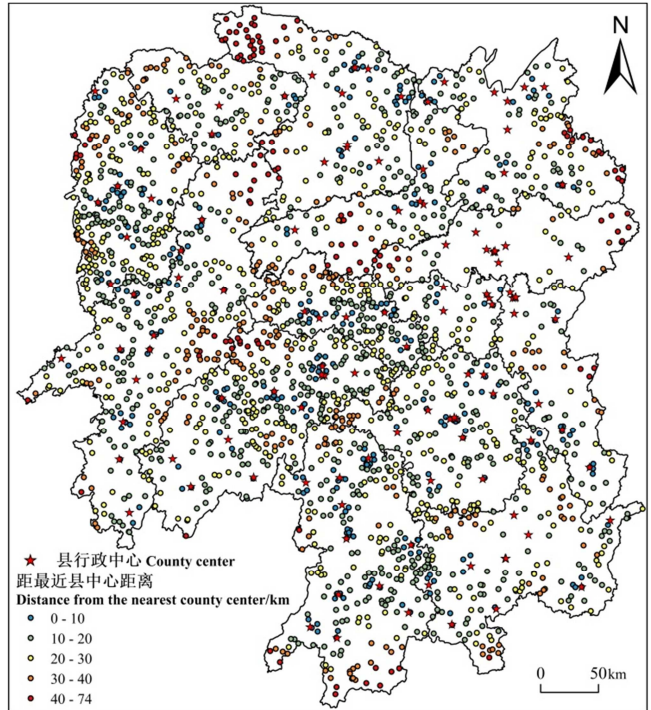 N
县行政中心 County center
距最近县中心距离
Distance from the nearest county center/km
0 - 10
10 - 20
20 - 30
30 - 40
40 - 74
0 50km